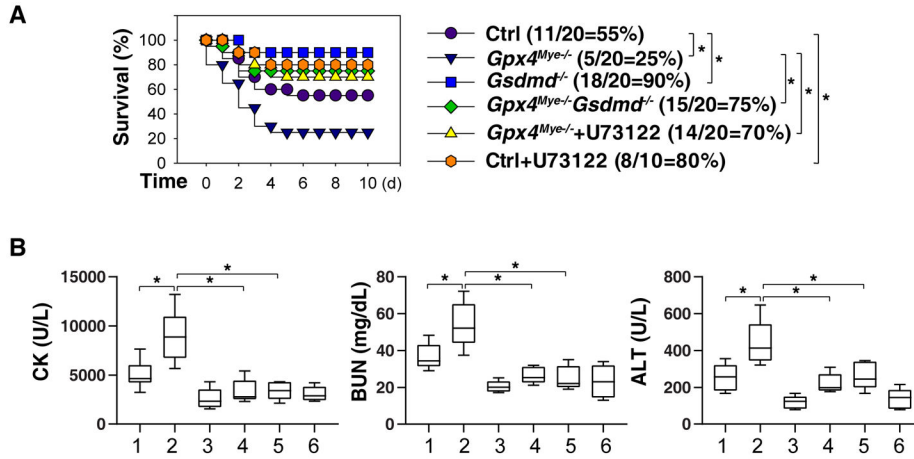 A
Survival (%)
100
80
60
40
20
0
Time 0 2 4 6 8 10 (d)
Ctrl (11/20=55%)
Gpx4Mye-/- (5/20=25%)
Gsdmd-/- (18/20=90%)
Gpx4Mye-/-Gsdmd-/- (15/20=75%)
Gpx4Mye-/-+U73122 (14/20=70%)
Ctrl+U73122 (8/10=80%)
* * * * *
B
CK (U/L)
15000
10000
5000
0
* * *
1 2 3 4 5 6
BUN (mg/dL)
80
60
40
20
0
* * *
1 2 3 4 5 6
ALT (U/L)
800
600
400
200
0
* * *
1 2 3 4 5 6